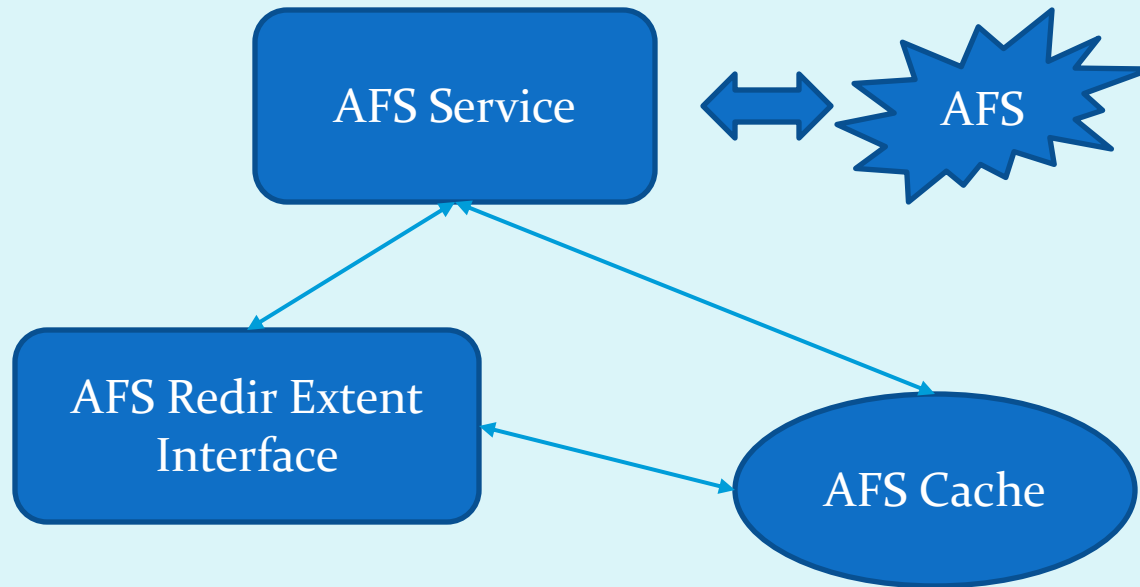 AFS Service
AFS
AFS Redir Extent
Interface
AFS Cache